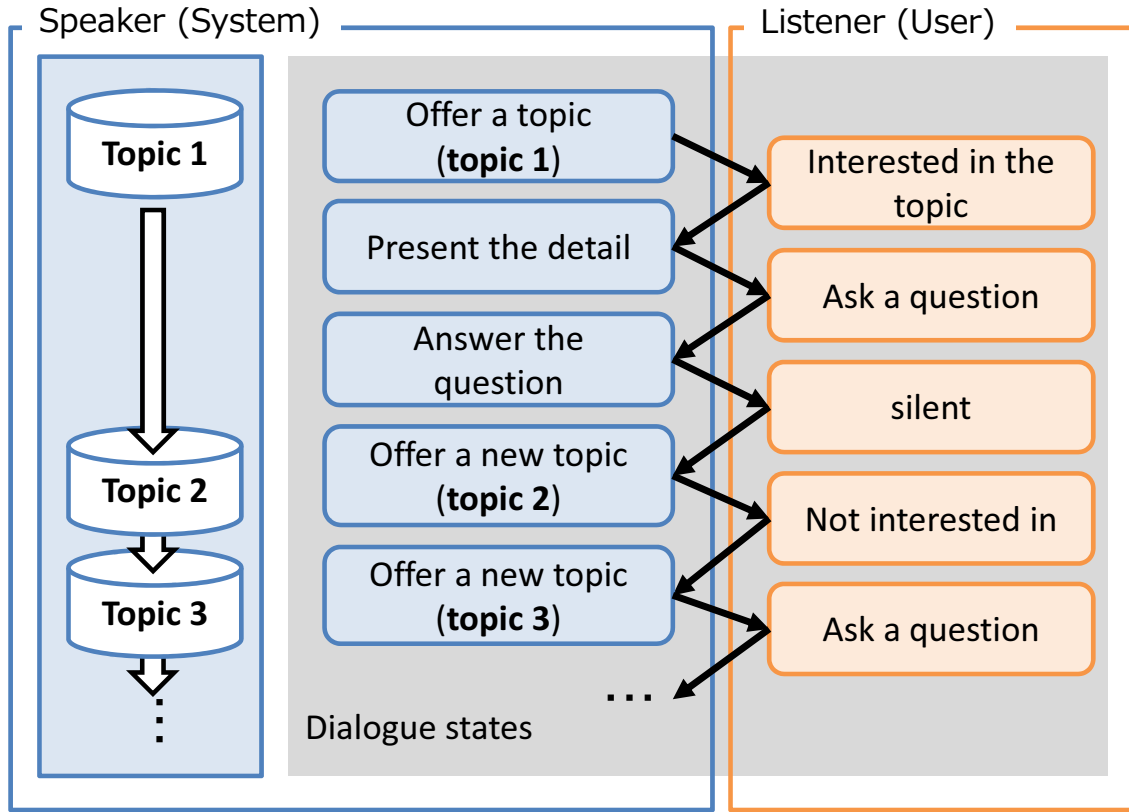 Speaker (System)
Listener (User)
Topic 1
Topic 2
Topic 3
⋮
Offer a topic
(topic 1)
Interested in the
topic
Present the detail
Ask a question
Answer the
question
silent
Offer a new topic
(topic 2)
Not interested in
Offer a new topic
(topic 3)
Ask a question
...
Dialogue states